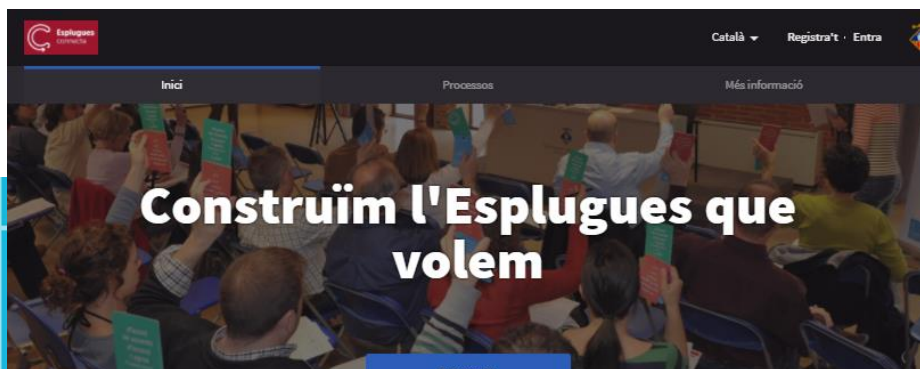 Esplugues
connecta
Català
Registra't · Entra
Inici
Processos
Més informació
Construïm l'Esplugues que
volem